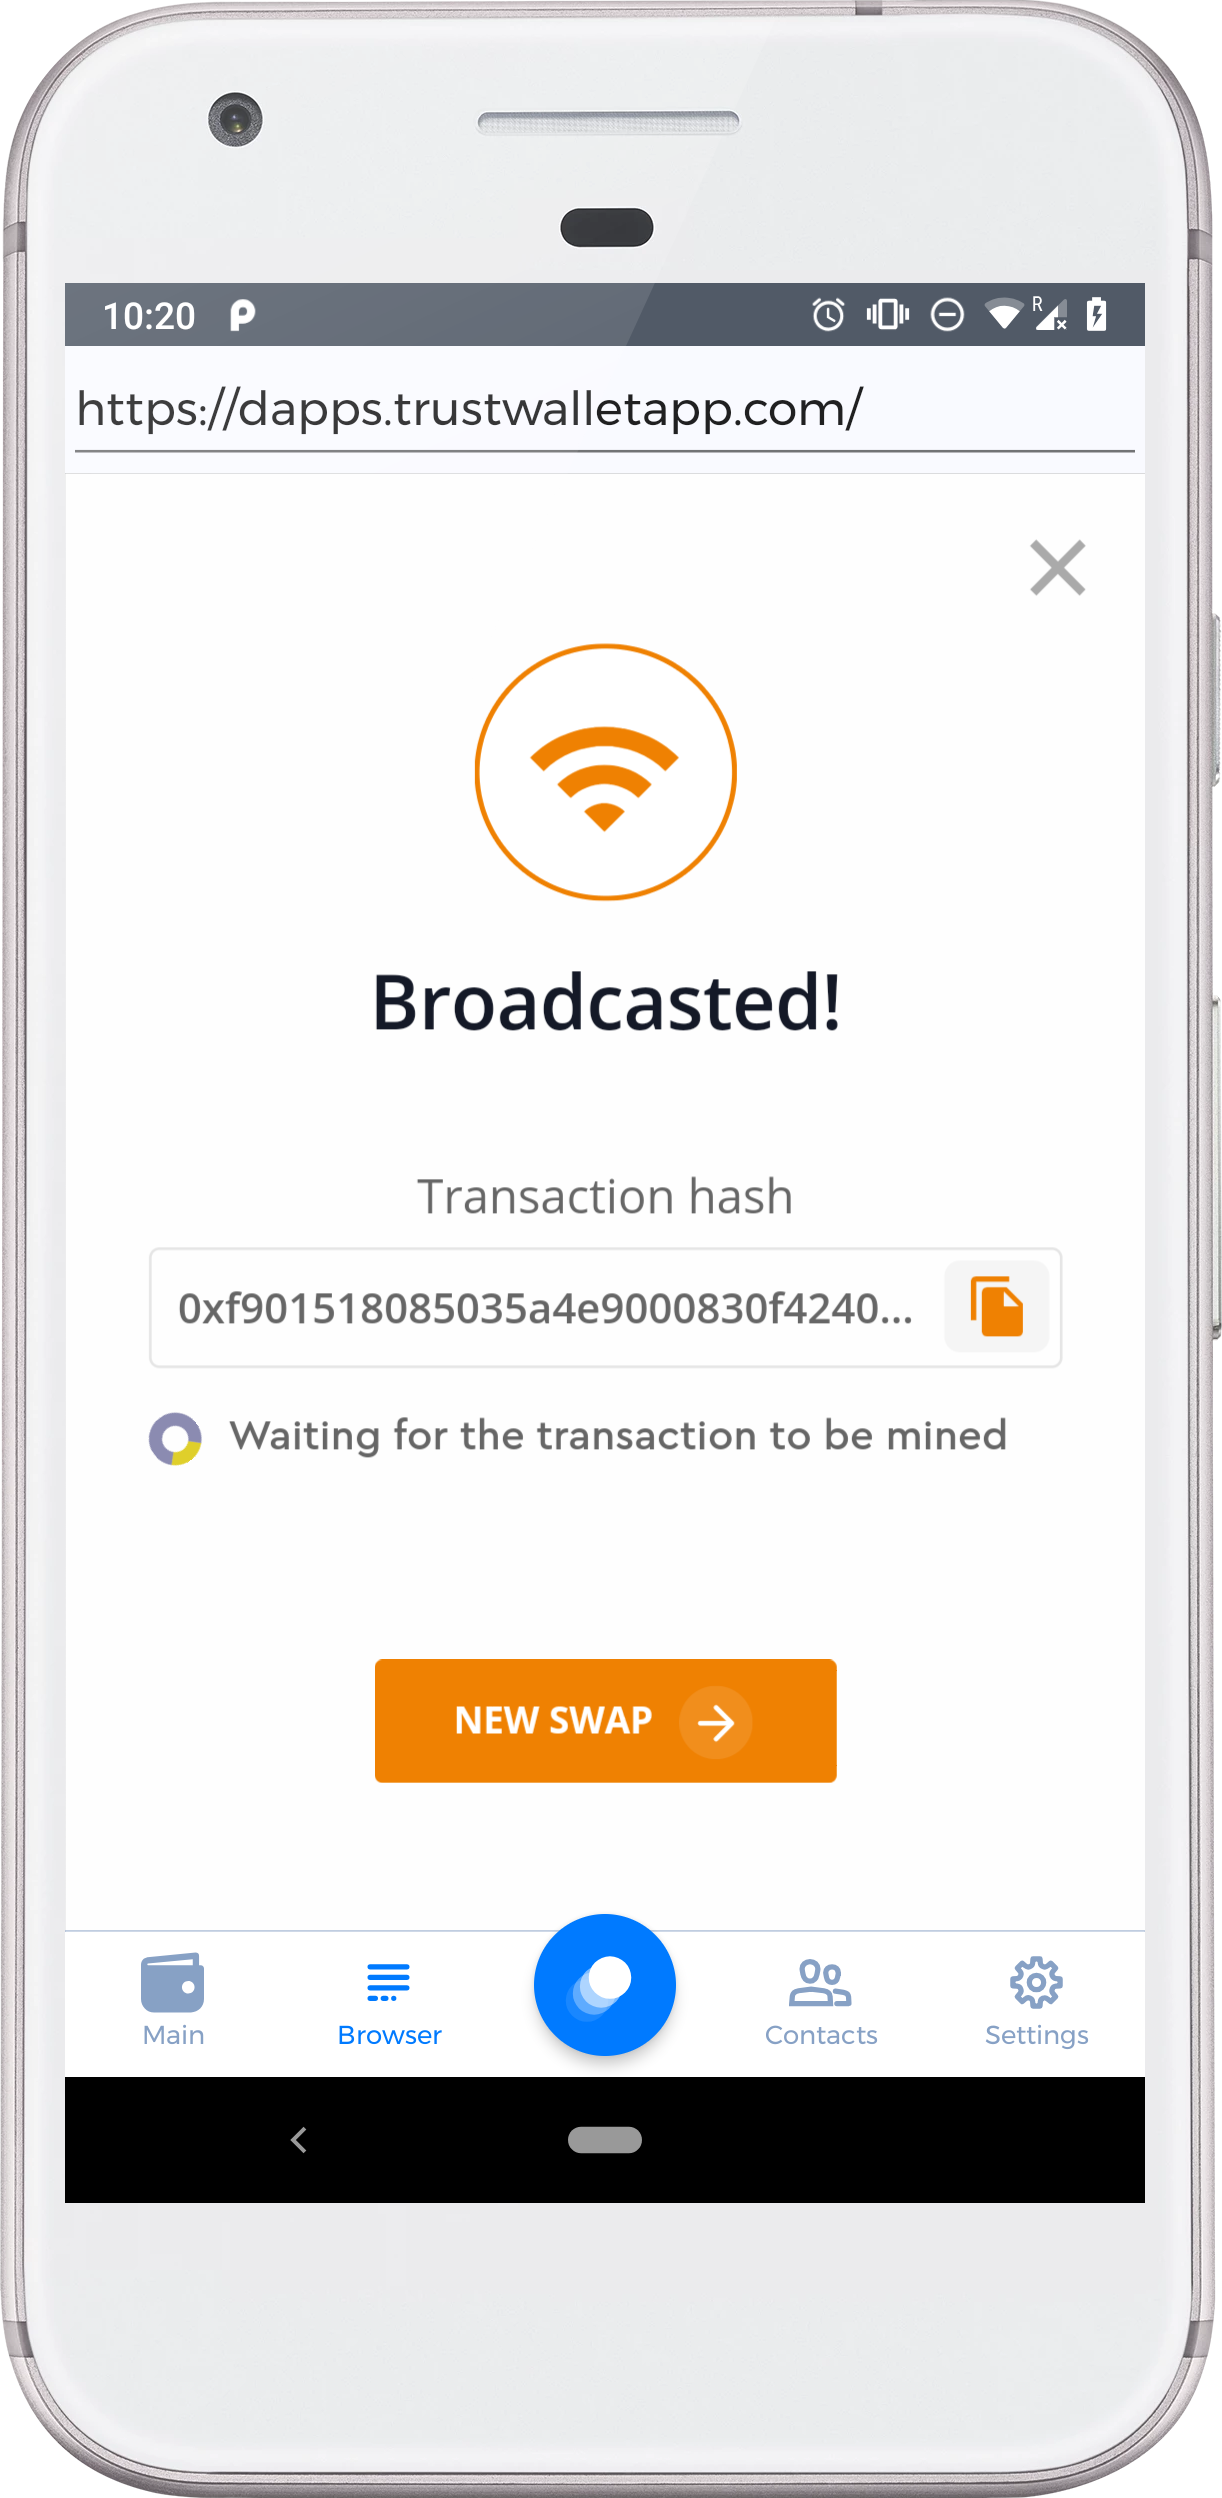 10:20
R
https://dapps.trustwalletapp.com/
Broadcasted!
Transaction hash
0xf901518085035a4e9000830f4240...
Waiting for the transaction to be mined
NEW SWAP
Main
Browser
Contacts
Settings